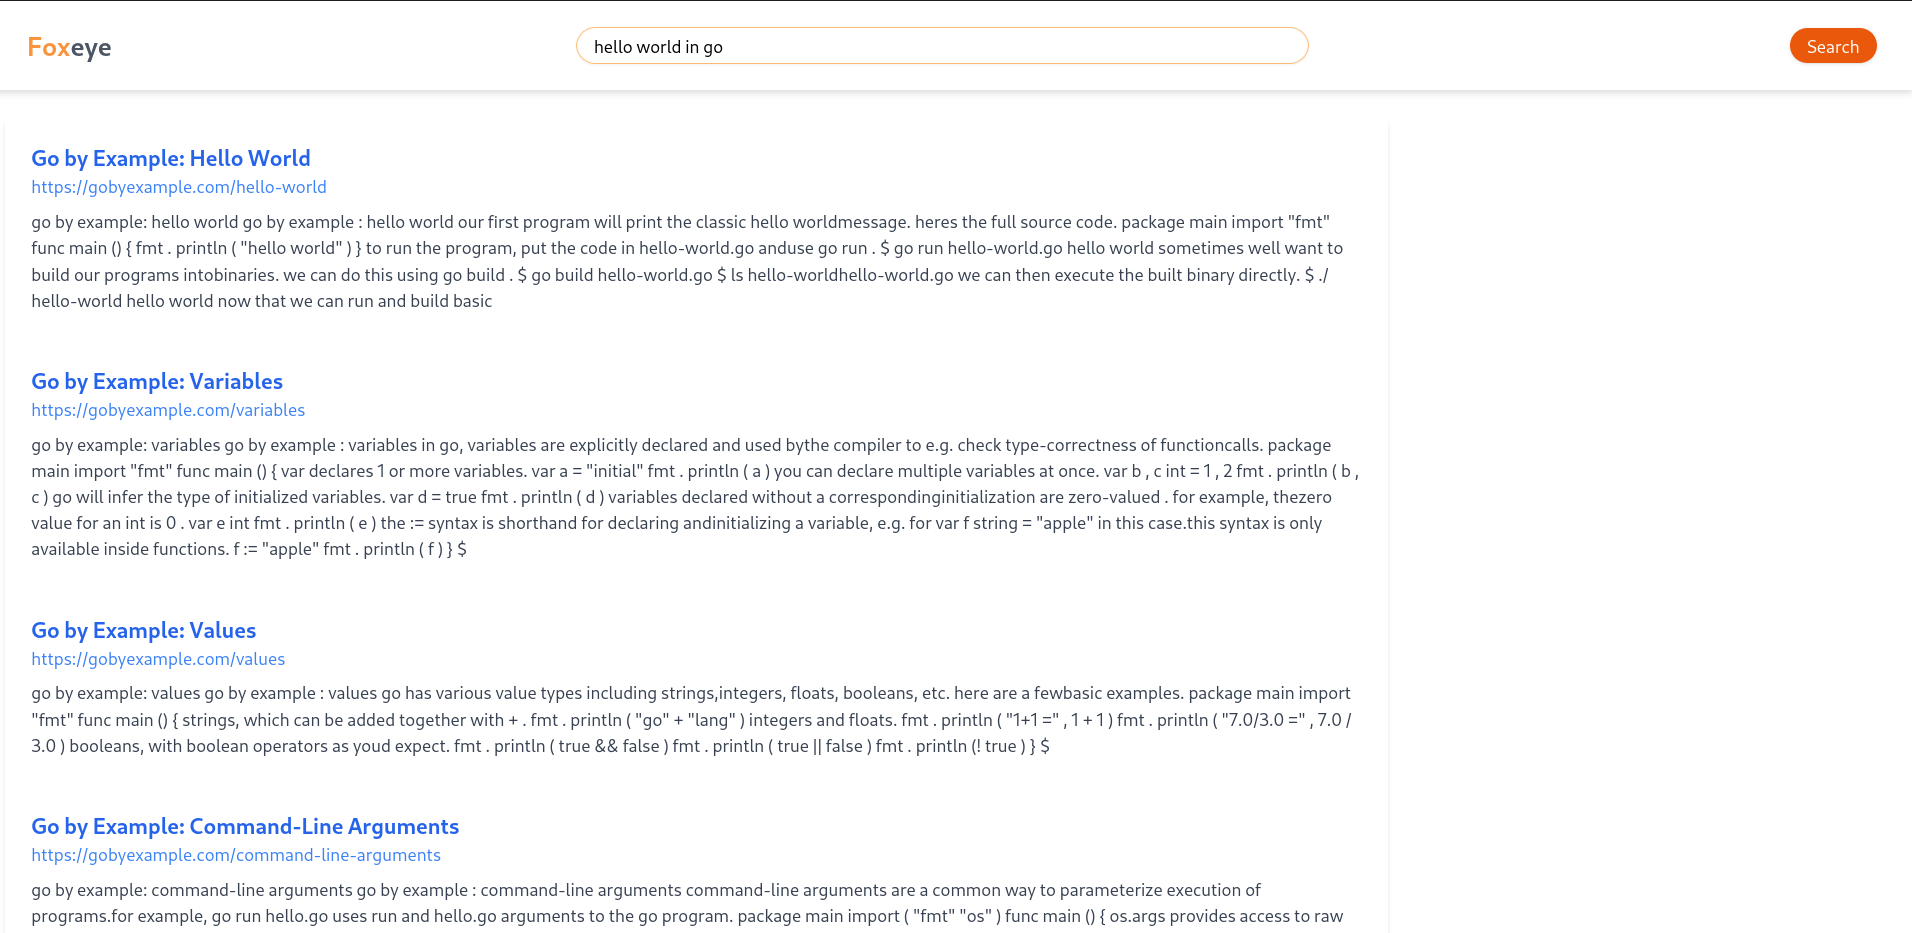 Foxeye
hello world in go
Search
Go by Example: Hello World
https://gobyexample.com/hello-world
go by example: hello world go by example : hello world our first program will print the classic hello worldmessage. heres the full source code. package main import "fmt"
func main () { fmt . println ( "hello world" ) } to run the program, put the code in hello-world.go anduse go run . $ go run hello-world.go hello world sometimes well want to
build our programs intobinaries. we can do this using go build . $ go build hello-world.go $ ls hello-worldhello-world.go we can then execute the built binary directly. $ ./
hello-world hello world now that we can run and build basic
Go by Example: Variables
https://gobyexample.com/variables
go by example: variables go by example : variables in go, variables are explicitly declared and used bythe compiler to e.g. check type-correctness of functioncalls. package
main import "fmt" func main () { var declares 1 or more variables. var a = "initial" fmt . println ( a ) you can declare multiple variables at once. var b , c int = 1 , 2 fmt . println ( b ,
c ) go will infer the type of initialized variables. var d = true fmt . println ( d ) variables declared without a correspondinginitialization are zero-valued . for example, thezero
value for an int is 0 . var e int fmt . println ( e ) the := syntax is shorthand for declaring andinitializing a variable, e.g. for var f string = "apple" in this case.this syntax is only
available inside functions. f := "apple" fmt . println ( f ) } $
Go by Example: Values
https://gobyexample.com/values
go by example: values go by example : values go has various value types including strings,integers, floats, booleans, etc. here are a fewbasic examples. package main import
"fmt" func main () { strings, which can be added together with + . fmt . println ( "go" + "lang" ) integers and floats. fmt . println ( "1+1 =" , 1 + 1 ) fmt . println ( "7.0/3.0 =" , 7.0 /
3.0 ) booleans, with boolean operators as youd expect. fmt . println ( true && false ) fmt . println ( true || false ) fmt . println (! true ) } $
Go by Example: Command-Line Arguments
https://gobyexample.com/command-line-arguments
go by example: command-line arguments go by example : command-line arguments command-line arguments are a common way to parameterize execution of
programs.for example, go run hello.go uses run and hello.go arguments to the go program. package main import ( "fmt" "os" ) func main () { os.args provides access to raw